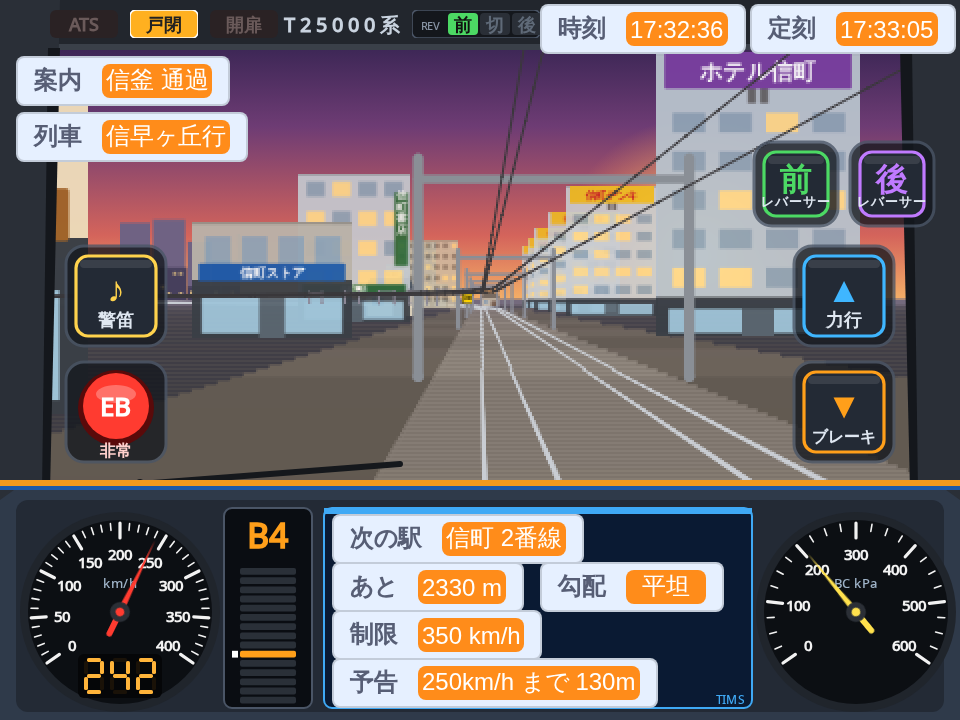 ATS 戸閉 開扉 T25000系 REV 前 切 後
時刻 17:32:36
定刻 17:33:05
案内 信釜 通過
列車 信早ヶ丘行
ホテル信町
前 レバーサー
後 レバーサー
信町デンキ
信町ストア
♪
警笛
▲
力行
EB
非常
▼
ブレーキ
0 50 100 150 200 250 300 350 400
km/h
242
B4
次の駅 信町 2番線
あと 2330 m
勾配 平坦
制限 350 km/h
予告 250km/h まで 130m
TIMS
0 100 200 300 400 500 600
BC kPa